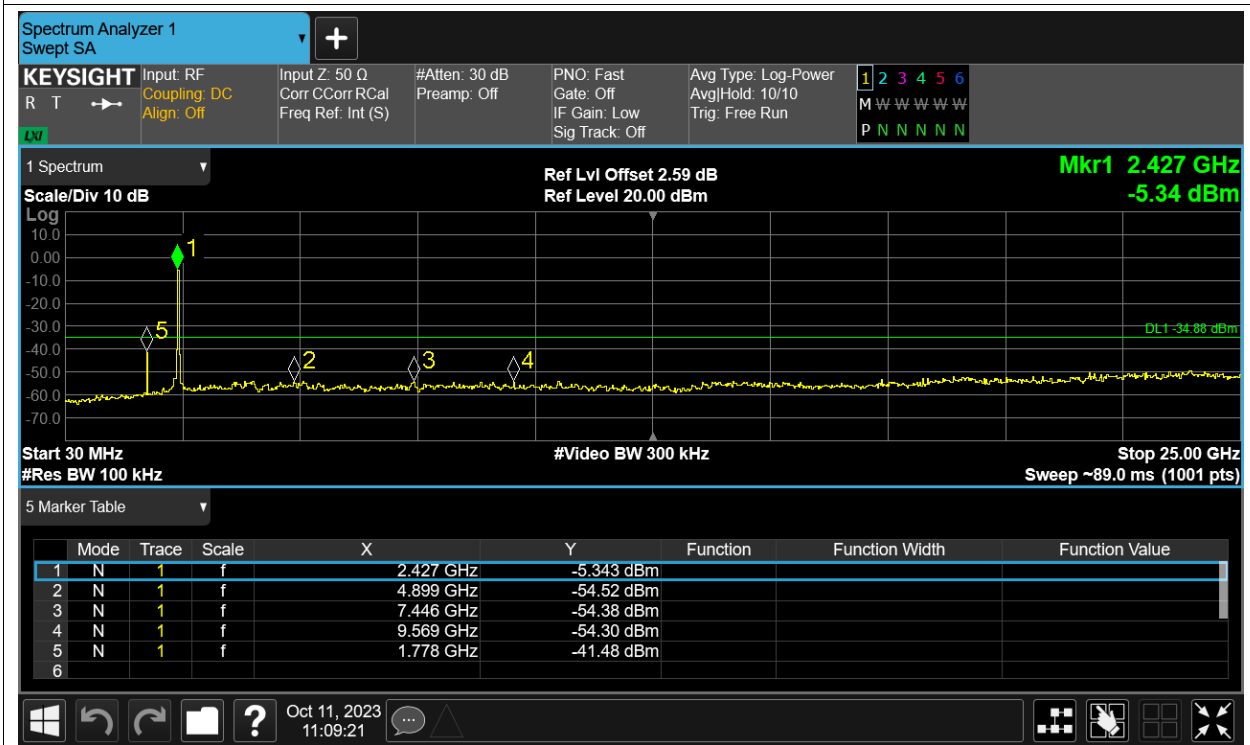 Spectrum Analyzer 1
Swept SA
KEYSIGHT
R T
LXI
Input: RF
Coupling: DC
Align: Off
Input Z: 50 Ω
Corr CCorr RCal
Freq Ref: Int (S)
#Atten: 30 dB
Preamp: Off
PNO: Fast
Gate: Off
IF Gain: Low
Sig Track: Off
Avg Type: Log-Power
Avg|Hold: 10/10
Trig: Free Run
1 2 3 4 5 6
M W W W W W
P N N N N N
1 Spectrum
Scale/Div 10 dB
Ref Lvl Offset 2.59 dB
Ref Level 20.00 dBm
Mkr1 2.427 GHz
-5.34 dBm
Log
10.0
0.00
-10.0
-20.0
-30.0
-40.0
-50.0
-60.0
-70.0
1
5
2
3
4
DL1 -34.88 dBm
Start 30 MHz
#Video BW 300 kHz
Stop 25.00 GHz
#Res BW 100 kHz
Sweep ~89.0 ms (1001 pts)
5 Marker Table
Mode Trace Scale X Y Function Function Width Function Value
1 N 1 f 2.427 GHz -5.343 dBm
2 N 1 f 4.899 GHz -54.52 dBm
3 N 1 f 7.446 GHz -54.38 dBm
4 N 1 f 9.569 GHz -54.30 dBm
5 N 1 f 1.778 GHz -41.48 dBm
6
?
Oct 11, 2023
11:09:21